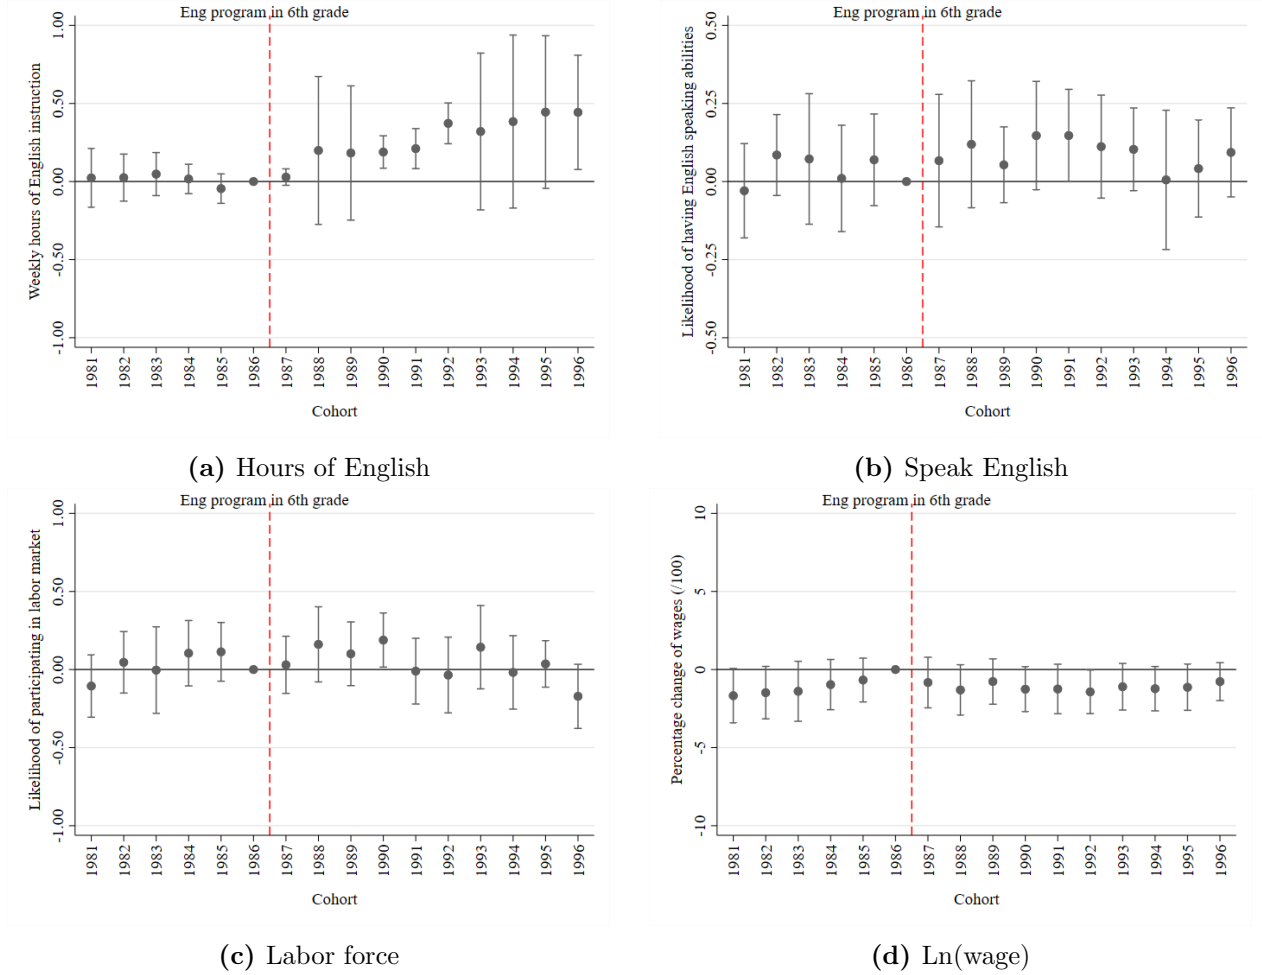 Eng program in 6th grade
Weekly hours of English instruction
1.00
0.50
0.00
-0.50
-1.00
1981 1982 1983 1984 1985 1986 1987 1988 1989 1990 1991 1992 1993 1994 1995 1996
Cohort
(a) Hours of English
Eng program in 6th grade
Likelihood of having English speaking abilities
0.50
0.25
0.00
-0.25
-0.50
1981 1982 1983 1984 1985 1986 1987 1988 1989 1990 1991 1992 1993 1994 1995 1996
Cohort
(b) Speak English
Eng program in 6th grade
Likelihood of participating in labor market
1.00
0.50
0.00
-0.50
-1.00
1981 1982 1983 1984 1985 1986 1987 1988 1989 1990 1991 1992 1993 1994 1995 1996
Cohort
(c) Labor force
Eng program in 6th grade
Percentage change of wages (/100)
10
5
0
-5
-10
1981 1982 1983 1984 1985 1986 1987 1988 1989 1990 1991 1992 1993 1994 1995 1996
Cohort
(d) Ln(wage)